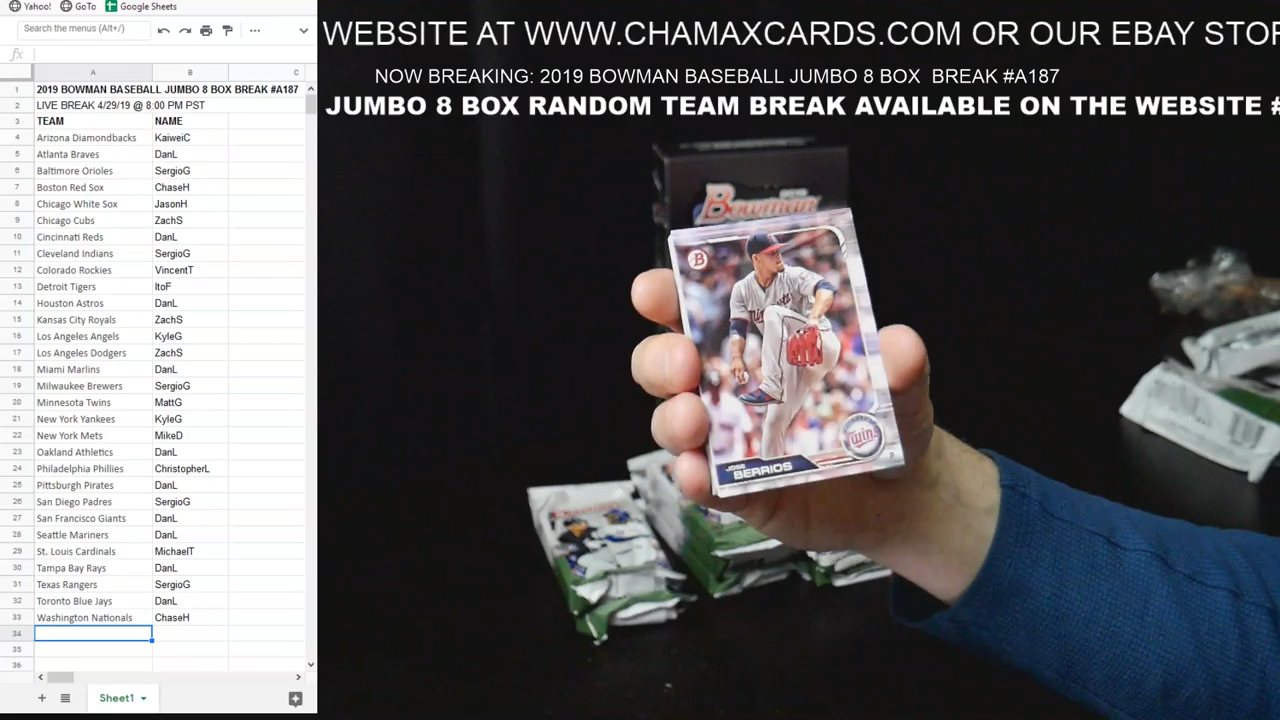 Yahoo! GoTo Google Sheets
Search the menus (Alt+/)
fx
A B C
1 2019 BOWMAN BASEBALL JUMBO 8 BOX BREAK #A187
2 LIVE BREAK 4/29/19 @ 8:00 PM PST
3 TEAM NAME
4 Arizona Diamondbacks KaiweiC
5 Atlanta Braves DanL
6 Baltimore Orioles SergioG
7 Boston Red Sox ChaseH
8 Chicago White Sox JasonH
9 Chicago Cubs ZachS
10 Cincinnati Reds DanL
11 Cleveland Indians SergioG
12 Colorado Rockies VincentT
13 Detroit Tigers ItoF
14 Houston Astros DanL
15 Kansas City Royals ZachS
16 Los Angeles Angels KyleG
17 Los Angeles Dodgers ZachS
18 Miami Marlins DanL
19 Milwaukee Brewers SergioG
20 Minnesota Twins MattG
21 New York Yankees KyleG
22 New York Mets MikeD
23 Oakland Athletics DanL
24 Philadelphia Phillies ChristopherL
25 Pittsburgh Pirates DanL
26 San Diego Padres SergioG
27 San Francisco Giants DanL
28 Seattle Mariners DanL
29 St. Louis Cardinals MichaelT
30 Tampa Bay Rays DanL
31 Texas Rangers SergioG
32 Toronto Blue Jays DanL
33 Washington Nationals ChaseH
34
35
36
Sheet1
WEBSITE AT WWW.CHAMAXCARDS.COM OR OUR EBAY STOR
NOW BREAKING: 2019 BOWMAN BASEBALL JUMBO 8 BOX BREAK #A187
JUMBO 8 BOX RANDOM TEAM BREAK AVAILABLE ON THE WEBSITE #
Bowman
B
Twins
JOSE
BERRIOS